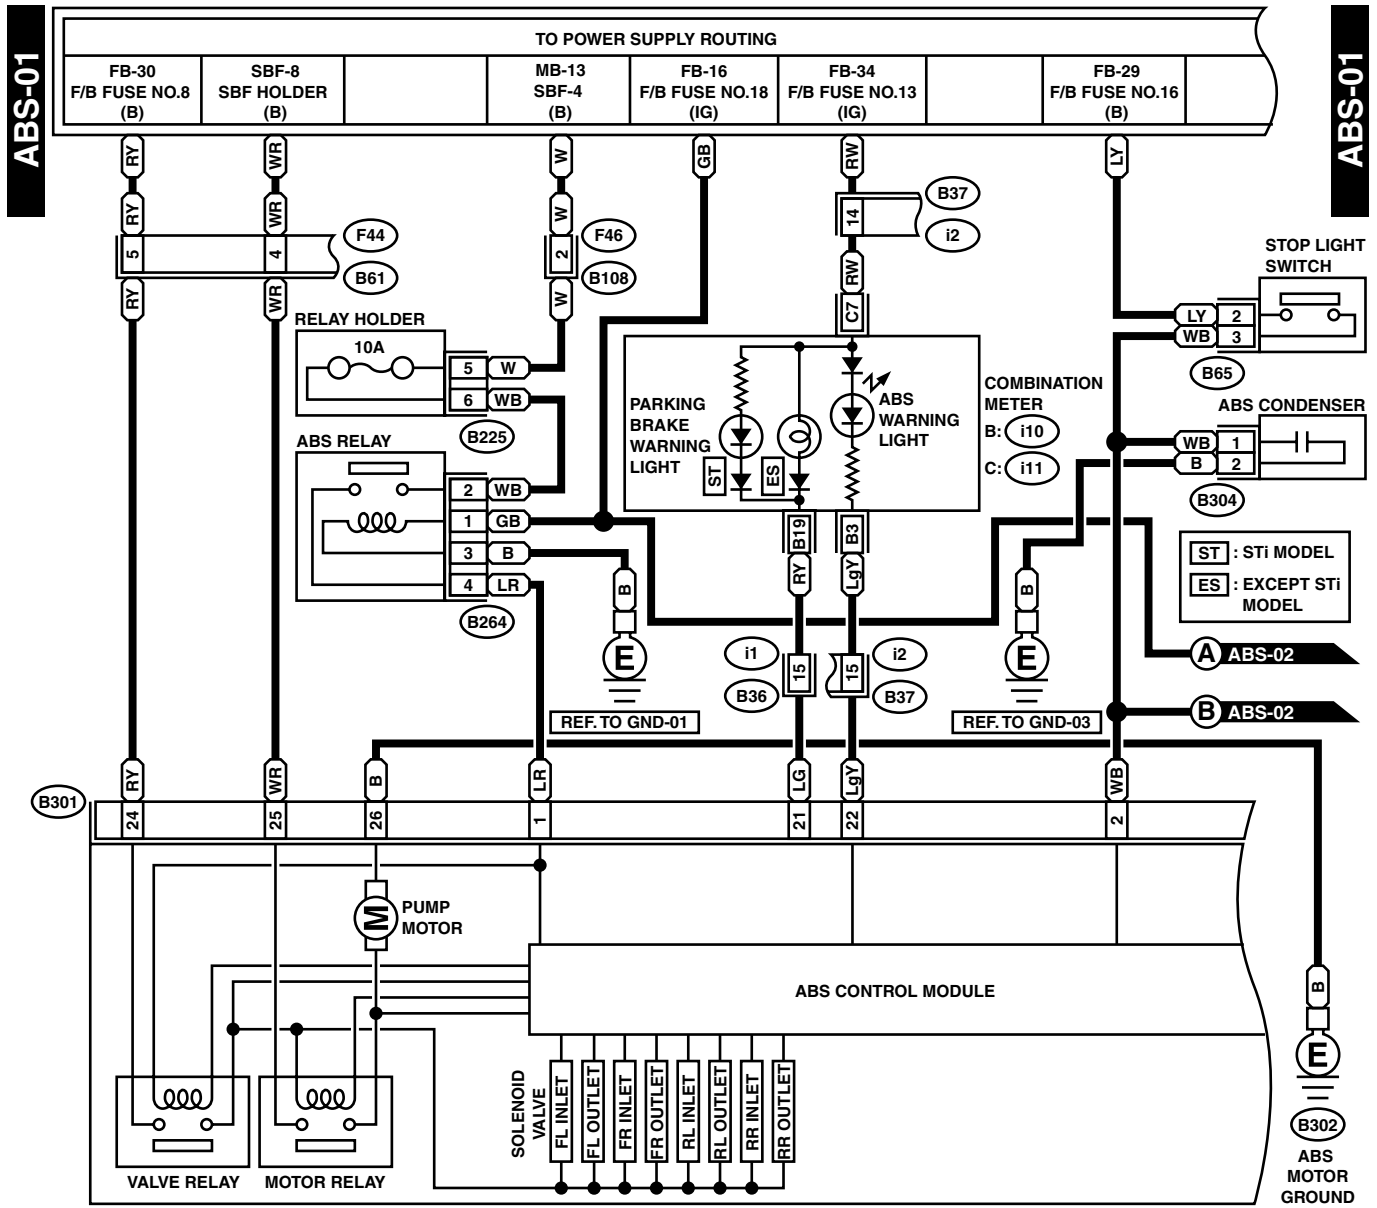 ABS-01
ABS-01
TO POWER SUPPLY ROUTING
FB-30
F/B FUSE NO.8
(B)
SBF-8
SBF HOLDER
(B)
MB-13
SBF-4
(B)
FB-16
F/B FUSE NO.18
(IG)
FB-34
F/B FUSE NO.13
(IG)
FB-29
F/B FUSE NO.16
(B)
RY
WR
W
GB
RW
LY
RY
WR
W
14
B37
i2
5
4
F44
B61
2
F46
B108
RY
WR
W
RW
C7
STOP LIGHT
SWITCH
LY 2
WB 3
B65
RELAY HOLDER
10A
5 W
6 WB
B225
ABS RELAY
2 WB
1 GB
3 B
4 LR
B264
PARKING
BRAKE
WARNING
LIGHT
ST
ES
ABS
WARNING
LIGHT
COMBINATION
METER
B: i10
C: i11
B19
B3
ABS CONDENSER
WB 1
B 2
B304
ST : STi MODEL
ES : EXCEPT STi
MODEL
B
E
REF. TO GND-01
RY
LgY
i1
B36
15
15
i2
B37
B
E
REF. TO GND-03
A ABS-02
B ABS-02
RY
WR
B
LR
LG
LgY
WB
B301
24
25
26
1
21
22
2
M
PUMP
MOTOR
ABS CONTROL MODULE
VALVE RELAY
MOTOR RELAY
SOLENOID
VALVE
FL INLET
FL OUTLET
FR INLET
FR OUTLET
RL INLET
RL OUTLET
RR INLET
RR OUTLET
B
E
B302
ABS
MOTOR
GROUND